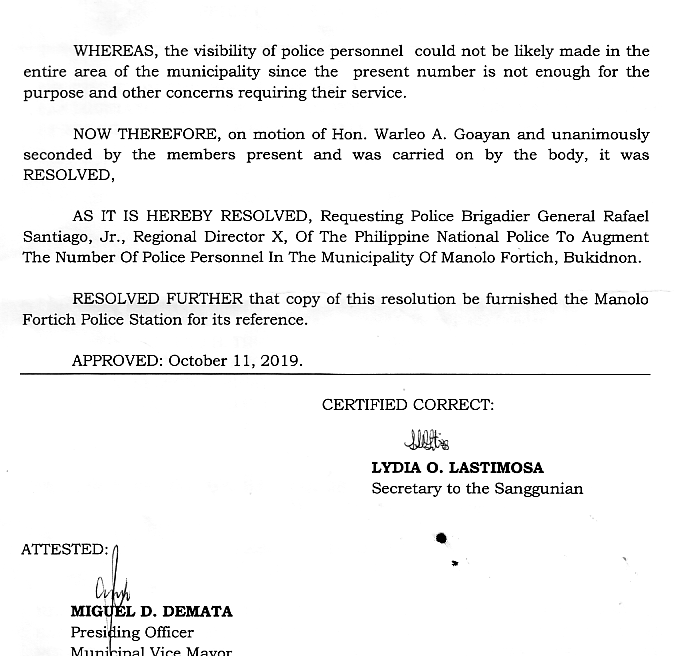 WHEREAS, the visibility of police personnel could not be likely made in the
entire area of the municipality since the present number is not enough for the
purpose and other concerns requiring their service.
NOW THEREFORE, on motion of Hon. Warleo A. Goayan and unanimously
seconded by the members present and was carried on by the body, it was
RESOLVED,
AS IT IS HEREBY RESOLVED, Requesting Police Brigadier General Rafael
Santiago, Jr., Regional Director X, Of The Philippine National Police To Augment
The Number Of Police Personnel In The Municipality Of Manolo Fortich, Bukidnon.
RESOLVED FURTHER that copy of this resolution be furnished the Manolo
Fortich Police Station for its reference.
APPROVED: October 11, 2019.
CERTIFIED CORRECT:
LYDIA O. LASTIMOSA
Secretary to the Sanggunian
ATTESTED:
MIGUEL D. DEMATA
Presiding Officer
Municipal Vice Mayor